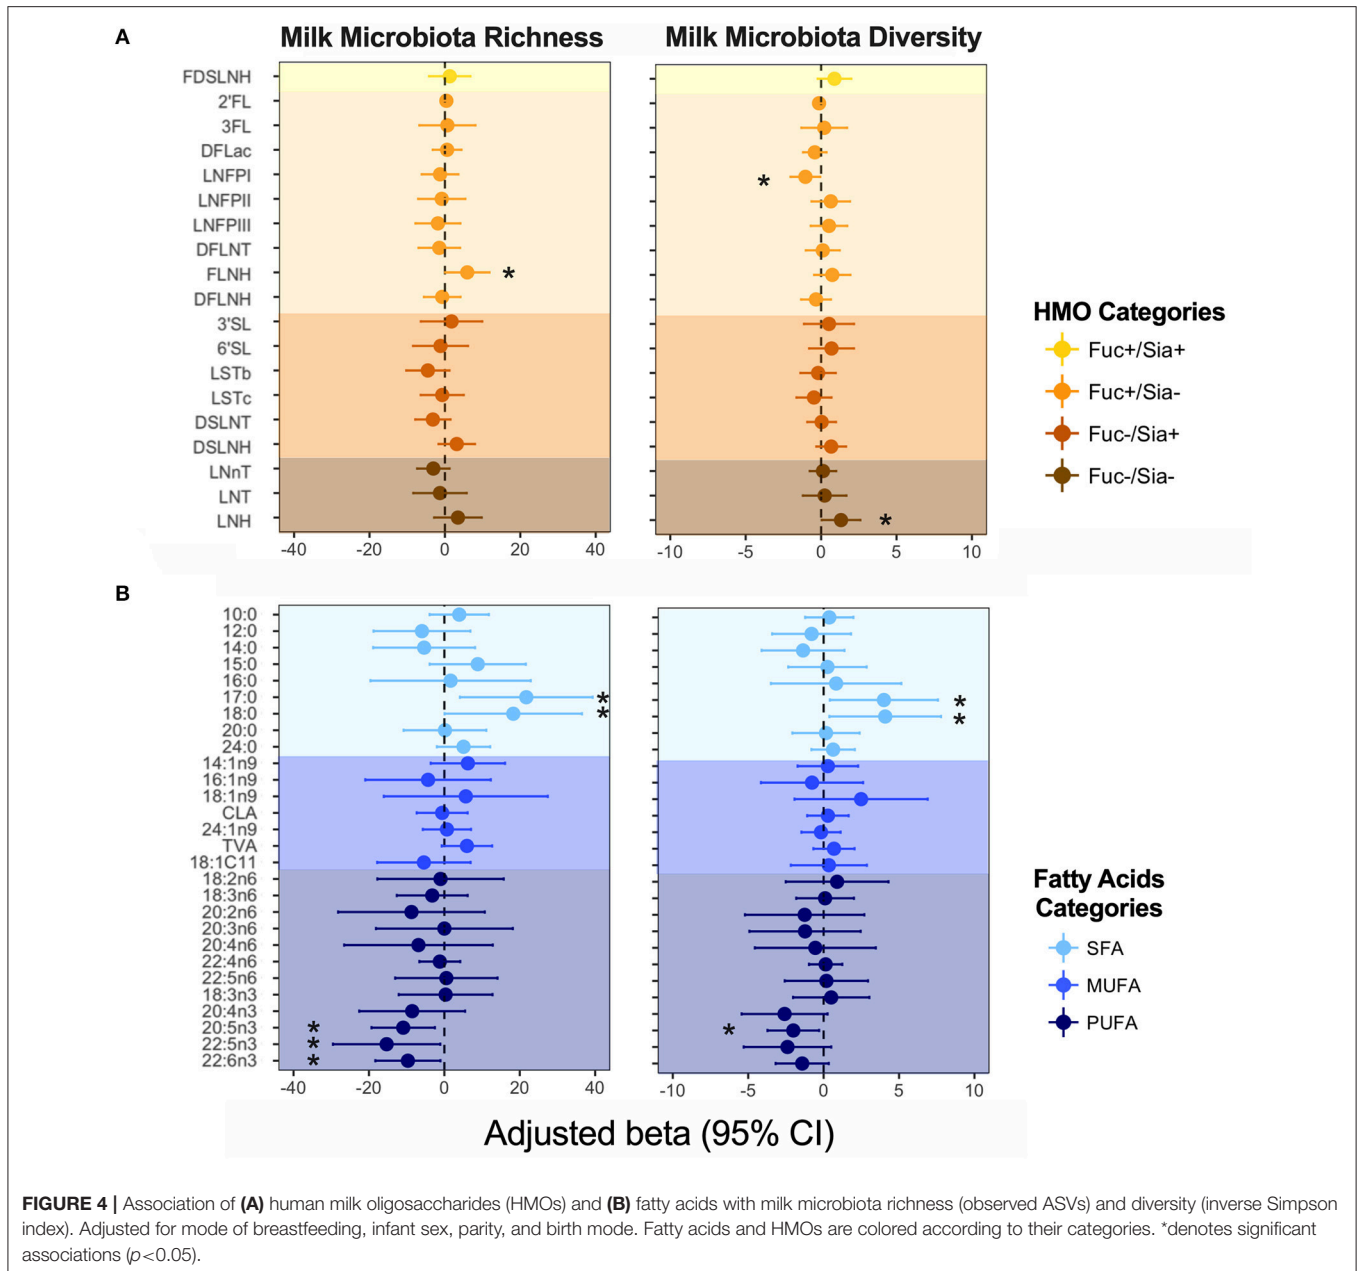 A
Milk Microbiota Richness
Milk Microbiota Diversity
FDSLNH
2'FL
3FL
DFLac
LNFPI
*
LNFPII
LNFPIII
DFLNT
FLNH
*
DFLNH
3'SL
6'SL
LSTb
LSTc
DSLNT
DSLNH
LNnT
LNT
LNH
*
-40 -20 0 20 40
-10 -5 0 5 10
HMO Categories
Fuc+/Sia+
Fuc+/Sia-
Fuc-/Sia+
Fuc-/Sia-
B
10:0
12:0
14:0
15:0
16:0
17:0
* *
18:0
* *
20:0
24:0
14:1n9
16:1n9
18:1n9
CLA
24:1n9
TVA
18:1C11
18:2n6
18:3n6
20:2n6
20:3n6
20:4n6
22:4n6
22:5n6
18:3n3
20:4n3
20:5n3
* *
22:5n3
*
22:6n3
*
-40 -20 0 20 40
-10 -5 0 5 10
Fatty Acids
Categories
SFA
MUFA
PUFA
Adjusted beta (95% CI)
FIGURE 4 | Association of (A) human milk oligosaccharides (HMOs) and (B) fatty acids with milk microbiota richness (observed ASVs) and diversity (inverse Simpson
index). Adjusted for mode of breastfeeding, infant sex, parity, and birth mode. Fatty acids and HMOs are colored according to their categories. *denotes significant
associations (p<0.05).